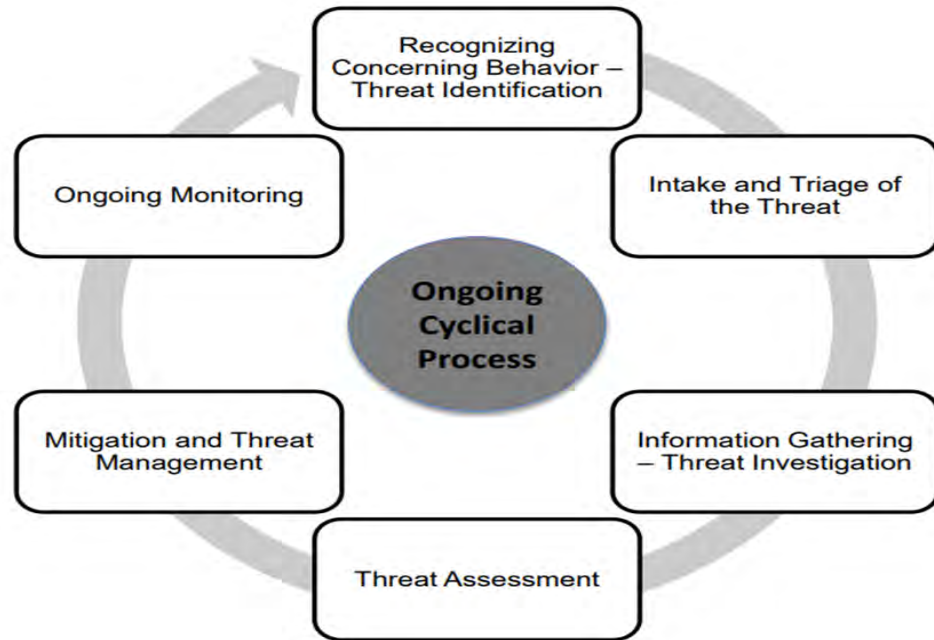 Recognizing
Concerning Behavior –
Threat Identification
Intake and Triage of
the Threat
Information Gathering
– Threat Investigation
Threat Assessment
Mitigation and Threat
Management
Ongoing Monitoring
Ongoing
Cyclical
Process